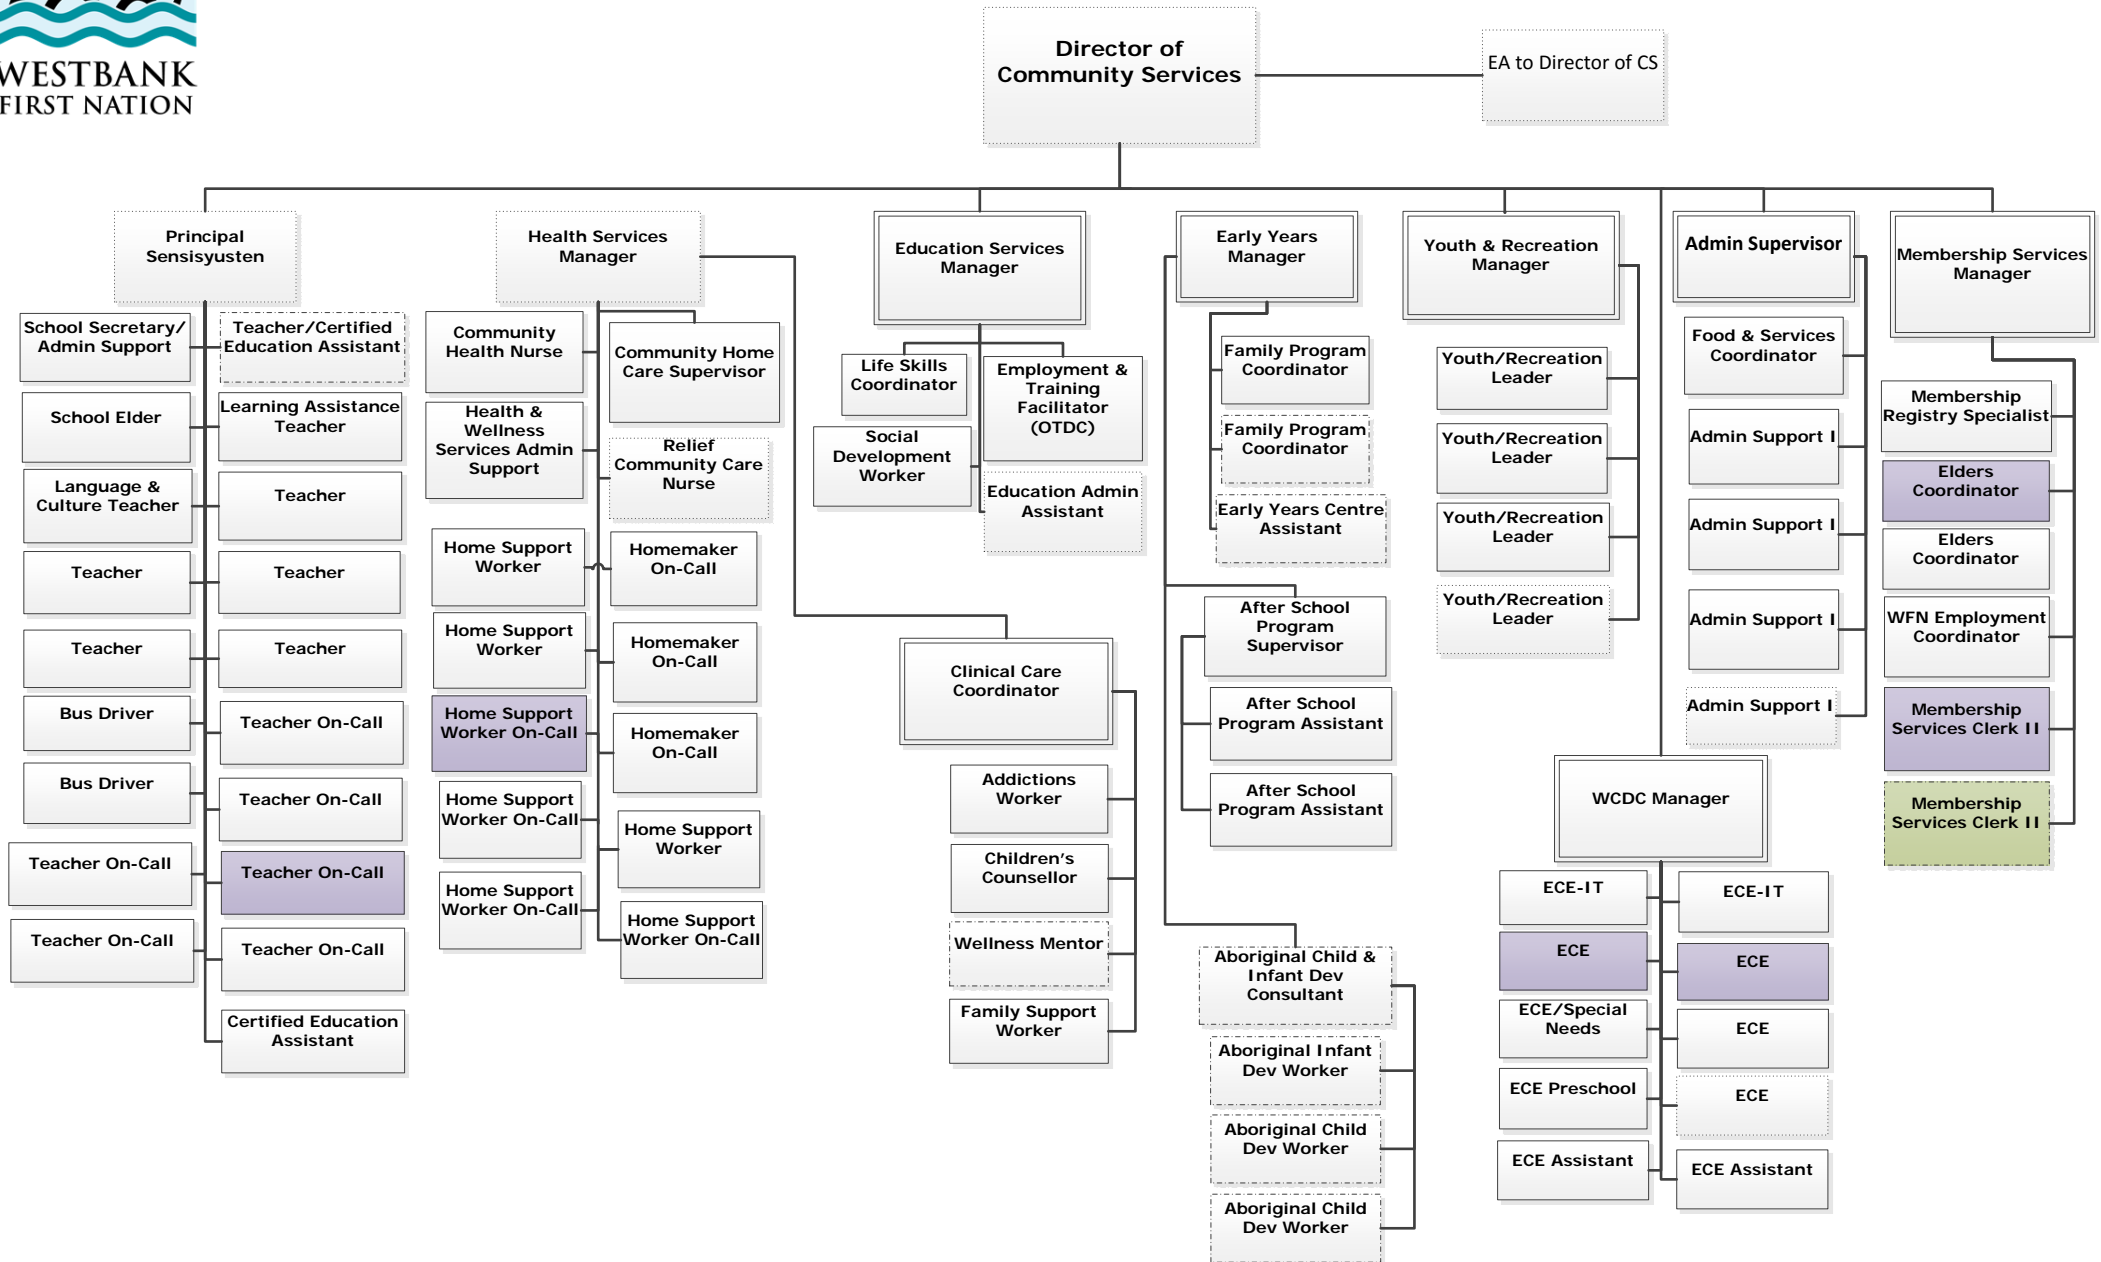 WESTBANK
FIRST NATION
Director of
Community Services
EA to Director of CS
Principal
Sensisyusten
School Secretary/
Admin Support
Teacher/Certified
Education Assistant
School Elder
Learning Assistance
Teacher
Language &
Culture Teacher
Teacher
Teacher
Teacher
Teacher
Teacher
Bus Driver
Teacher On-Call
Bus Driver
Teacher On-Call
Teacher On-Call
Teacher On-Call
Teacher On-Call
Teacher On-Call
Certified Education
Assistant
Health Services
Manager
Community
Health Nurse
Community Home
Care Supervisor
Health &
Wellness
Services Admin
Support
Relief
Community Care
Nurse
Home Support
Worker
Homemaker
On-Call
Home Support
Worker
Homemaker
On-Call
Home Support
Worker On-Call
Homemaker
On-Call
Home Support
Worker On-Call
Home Support
Worker
Home Support
Worker On-Call
Home Support
Worker On-Call
Clinical Care
Coordinator
Addictions
Worker
Children's
Counsellor
Wellness Mentor
Family Support
Worker
Education Services
Manager
Life Skills
Coordinator
Employment &
Training
Facilitator
(OTDC)
Social
Development
Worker
Education Admin
Assistant
Early Years
Manager
Family Program
Coordinator
Family Program
Coordinator
Early Years Centre
Assistant
After School
Program
Supervisor
After School
Program Assistant
After School
Program Assistant
Aboriginal Child &
Infant Dev
Consultant
Aboriginal Infant
Dev Worker
Aboriginal Child
Dev Worker
Aboriginal Child
Dev Worker
Youth & Recreation
Manager
Youth/Recreation
Leader
Youth/Recreation
Leader
Youth/Recreation
Leader
Youth/Recreation
Leader
WCDC Manager
ECE-IT
ECE-IT
ECE
ECE
ECE/Special
Needs
ECE
ECE Preschool
ECE
ECE Assistant
ECE Assistant
Admin Supervisor
Food & Services
Coordinator
Admin Support I
Admin Support I
Admin Support I
Admin Support I
Membership Services
Manager
Membership
Registry Specialist
Elders
Coordinator
Elders
Coordinator
WFN Employment
Coordinator
Membership
Services Clerk II
Membership
Services Clerk II